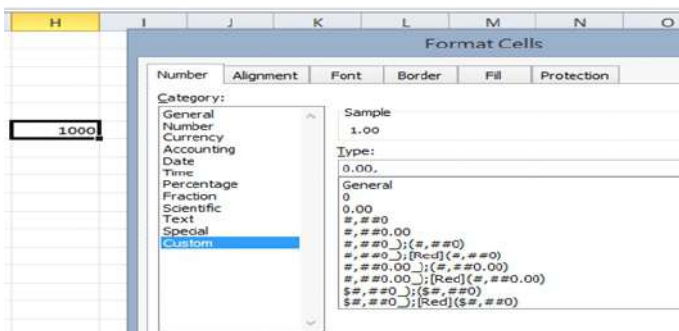 H I J K L M N O
Format Cells
Number Alignment Font Border Fill Protection
Category:
General
Number
Currency
Accounting
Date
Time
Percentage
Fraction
Scientific
Text
Special
Custom
1000
Sample
1.00
Type:
0.00,
General
0
0.00
#,##0
#,##0.00
#,##0_);(#,##0)
#,##0_);[Red](#,##0)
#,##0.00_);(#,##0.00)
#,##0.00_);[Red](#,##0.00)
$#,##0_);($#,##0)
$#,##0_);[Red]($#,##0)